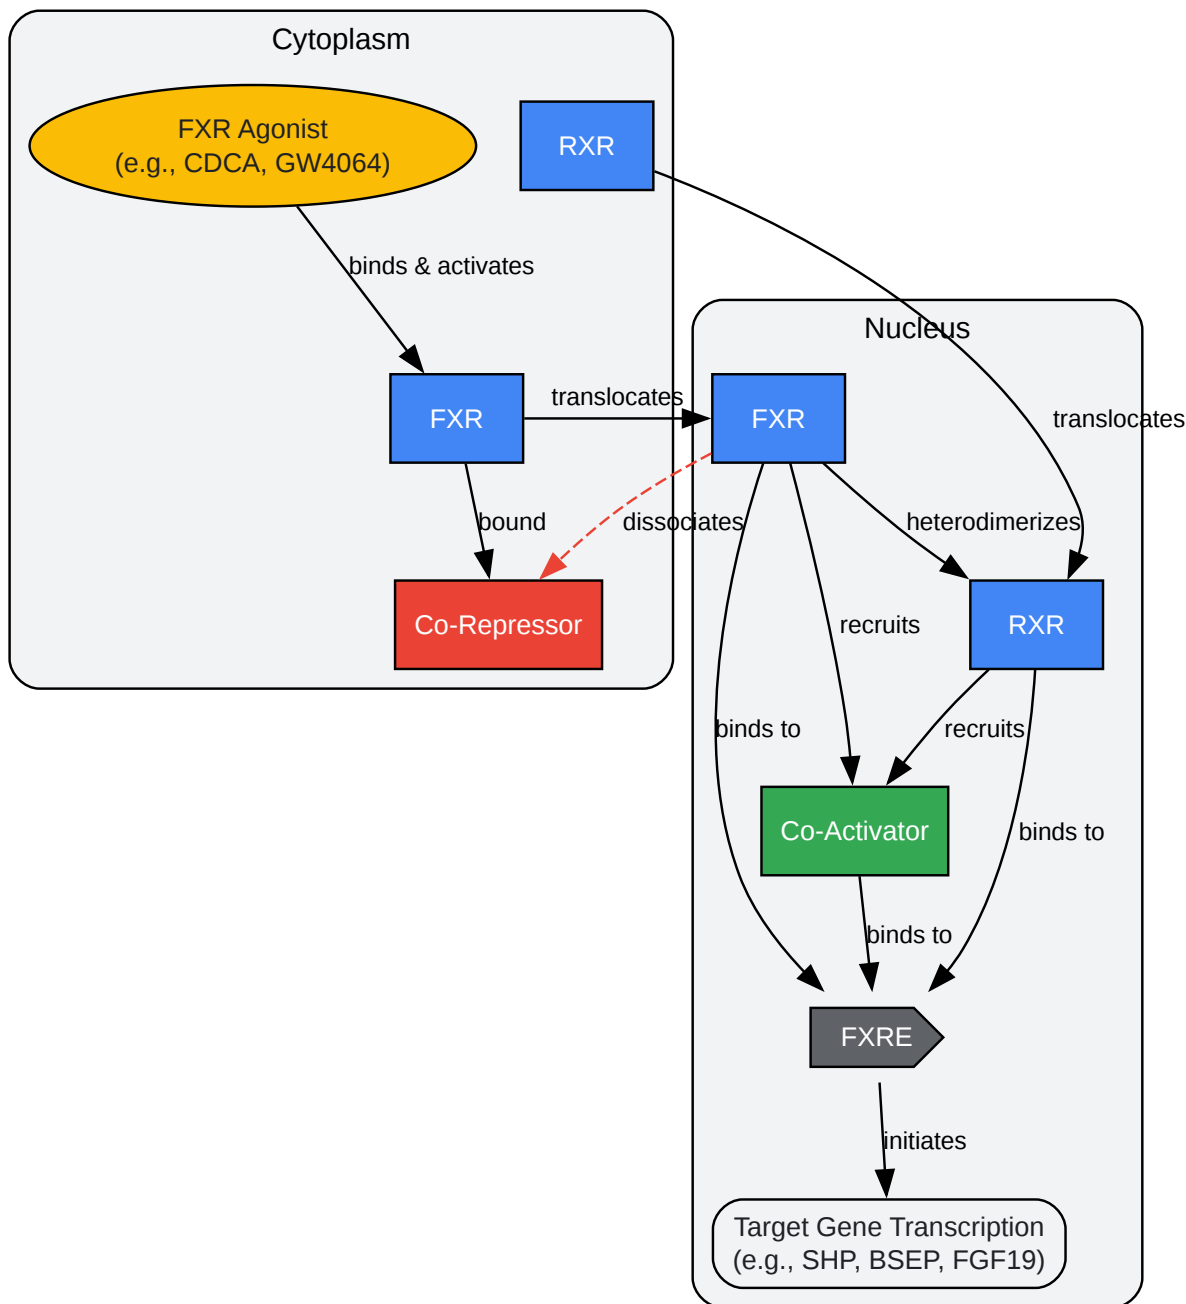 Cytoplasm
FXR Agonist
(e.g., CDCA, GW4064)
RXR
binds & activates
Nucleus
FXR
translocates
FXR
translocates
bound
dissociates
heterodimerizes
Co-Repressor
recruits
RXR
binds to
recruits
Co-Activator
binds to
binds to
FXRE
initiates
Target Gene Transcription
(e.g., SHP, BSEP, FGF19)